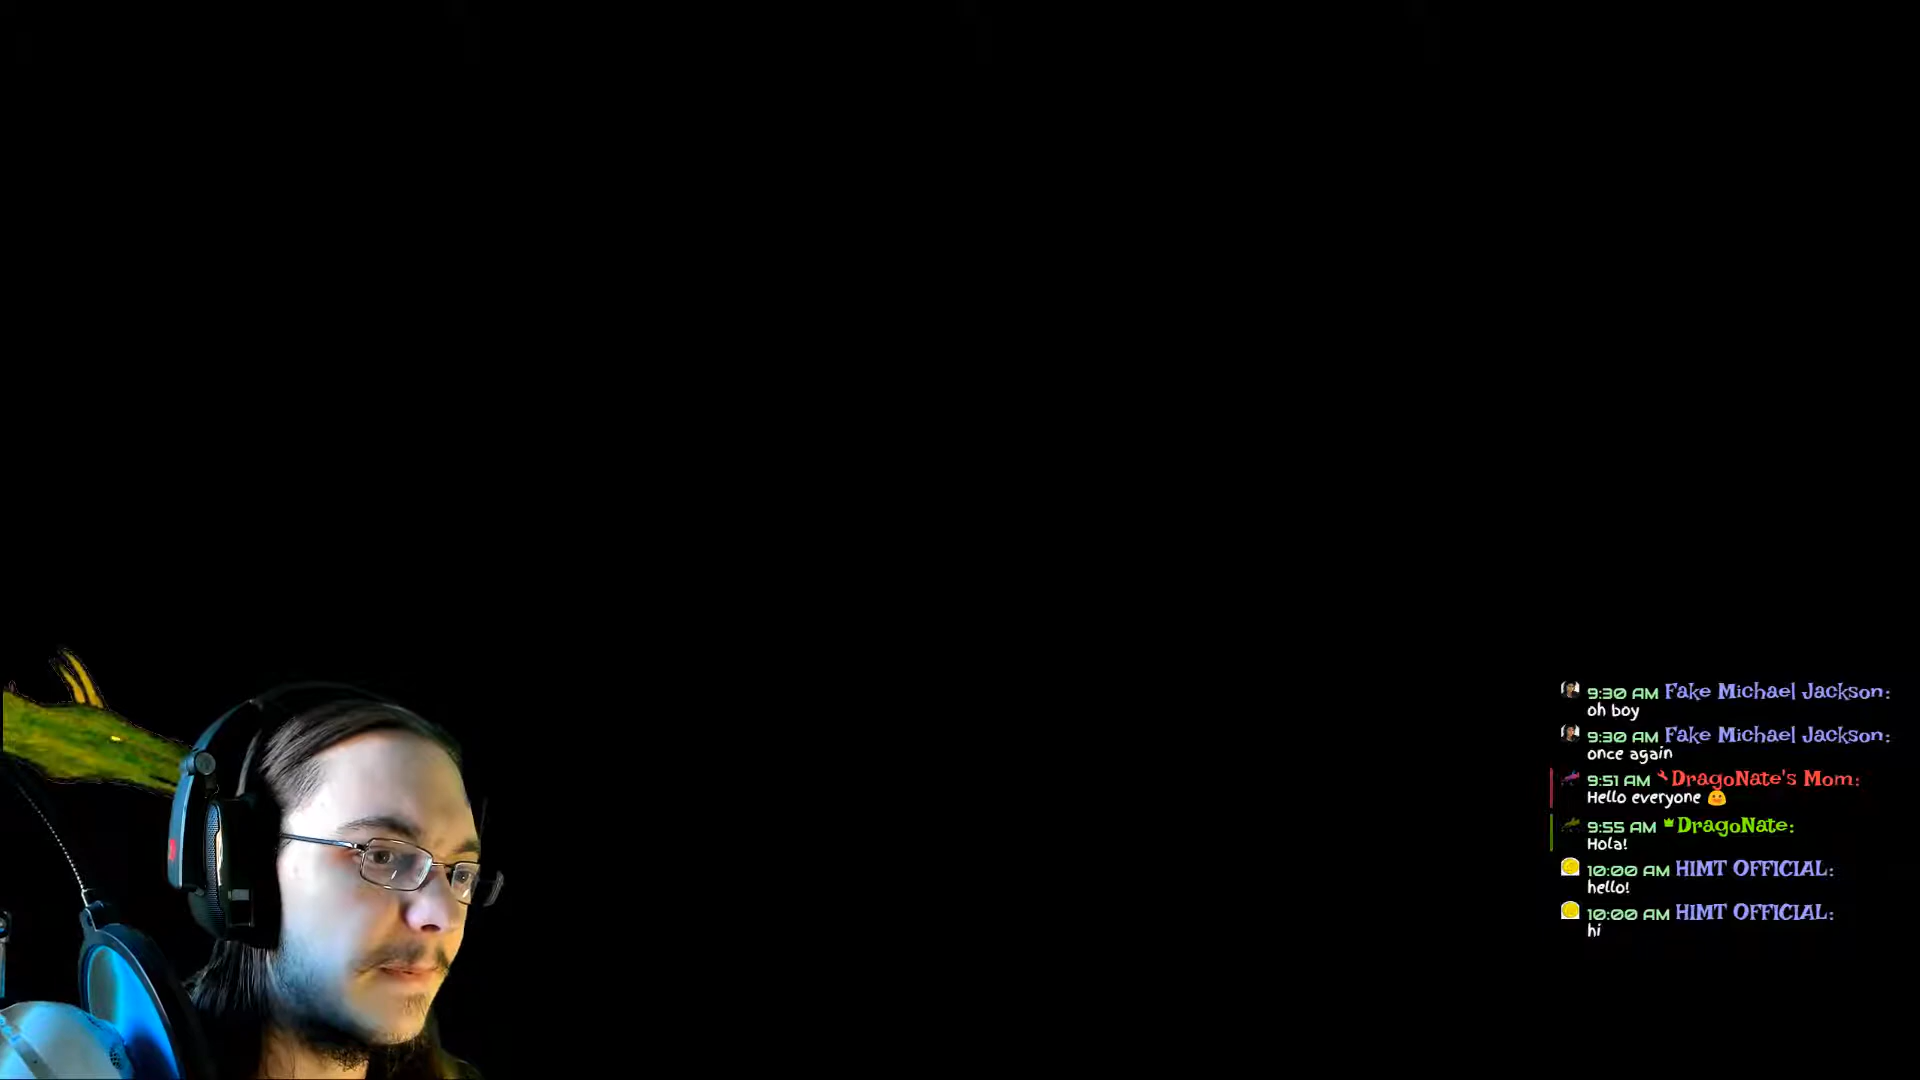 9:30 AM Fake Michael Jackson:
oh boy
9:30 AM Fake Michael Jackson:
once again
9:51 AM DragoNate's Mom:
Hello everyone
9:55 AM DragoNate:
Hola!
10:00 AM HIMT OFFICIAL:
hello!
10:00 AM HIMT OFFICIAL:
hi